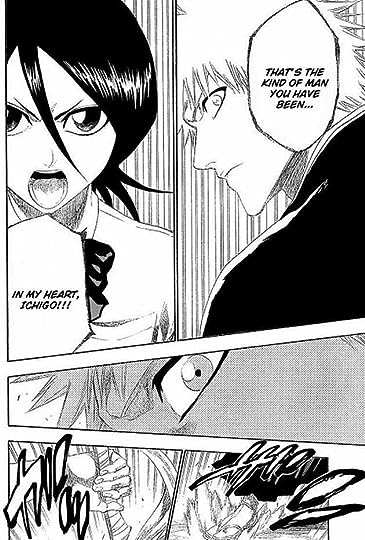 THAT'S THE
KIND OF MAN
YOU HAVE
BEEN...
IN MY HEART,
ICHIGO!!!